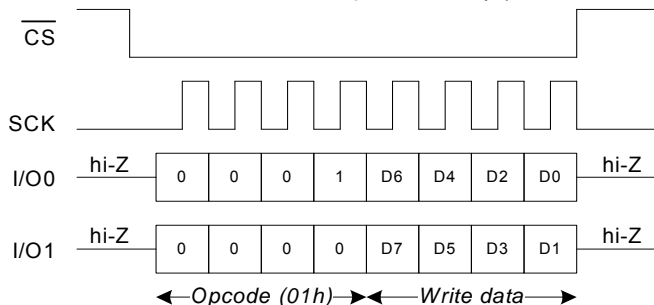 CS
SCK
hi-Z 0 0 0 1 D6 D4 D2 D0 hi-Z
I/O0
hi-Z 0 0 0 0 D7 D5 D3 D1 hi-Z
I/O1
Opcode (01h) Write data